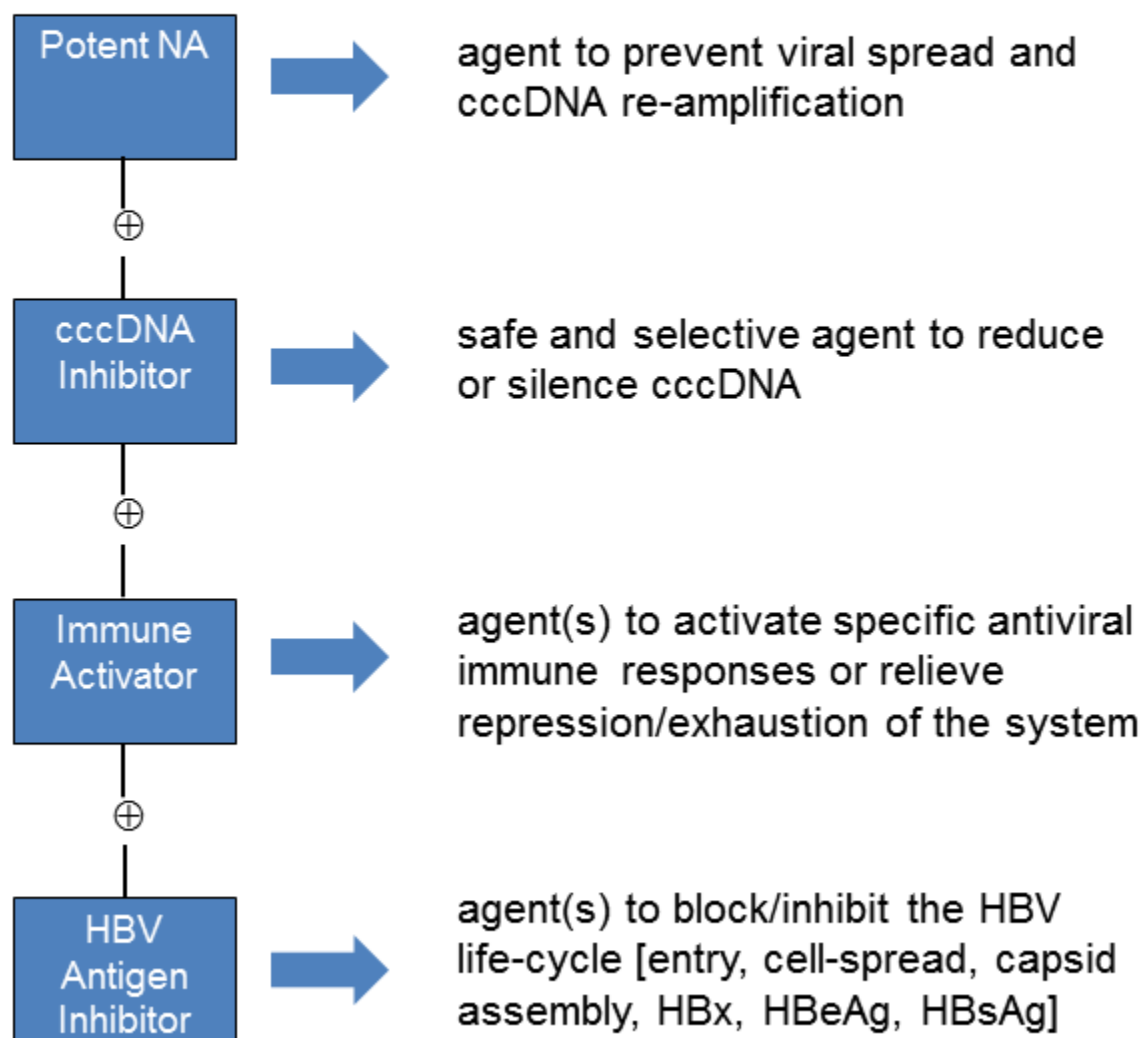 Potent NA
agent to prevent viral spread and
cccDNA re-amplification
⊕
cccDNA
Inhibitor
safe and selective agent to reduce
or silence cccDNA
⊕
Immune
Activator
agent(s) to activate specific antiviral
immune responses or relieve
repression/exhaustion of the system
⊕
HBV
Antigen
Inhibitor
agent(s) to block/inhibit the HBV
life-cycle [entry, cell-spread, capsid
assembly, HBx, HBeAg, HBsAg]